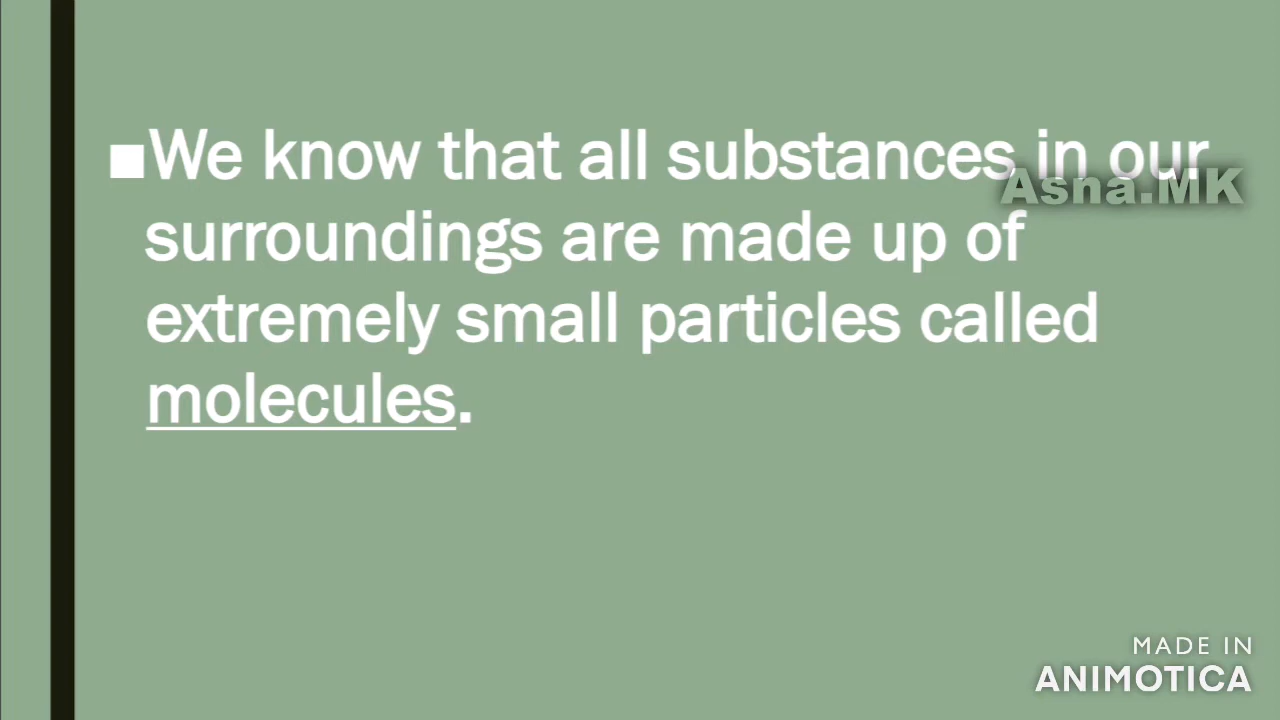 ■We know that all substances in our
Asna.MK
surroundings are made up of
extremely small particles called
molecules.
MADE IN
ANIMOTICA